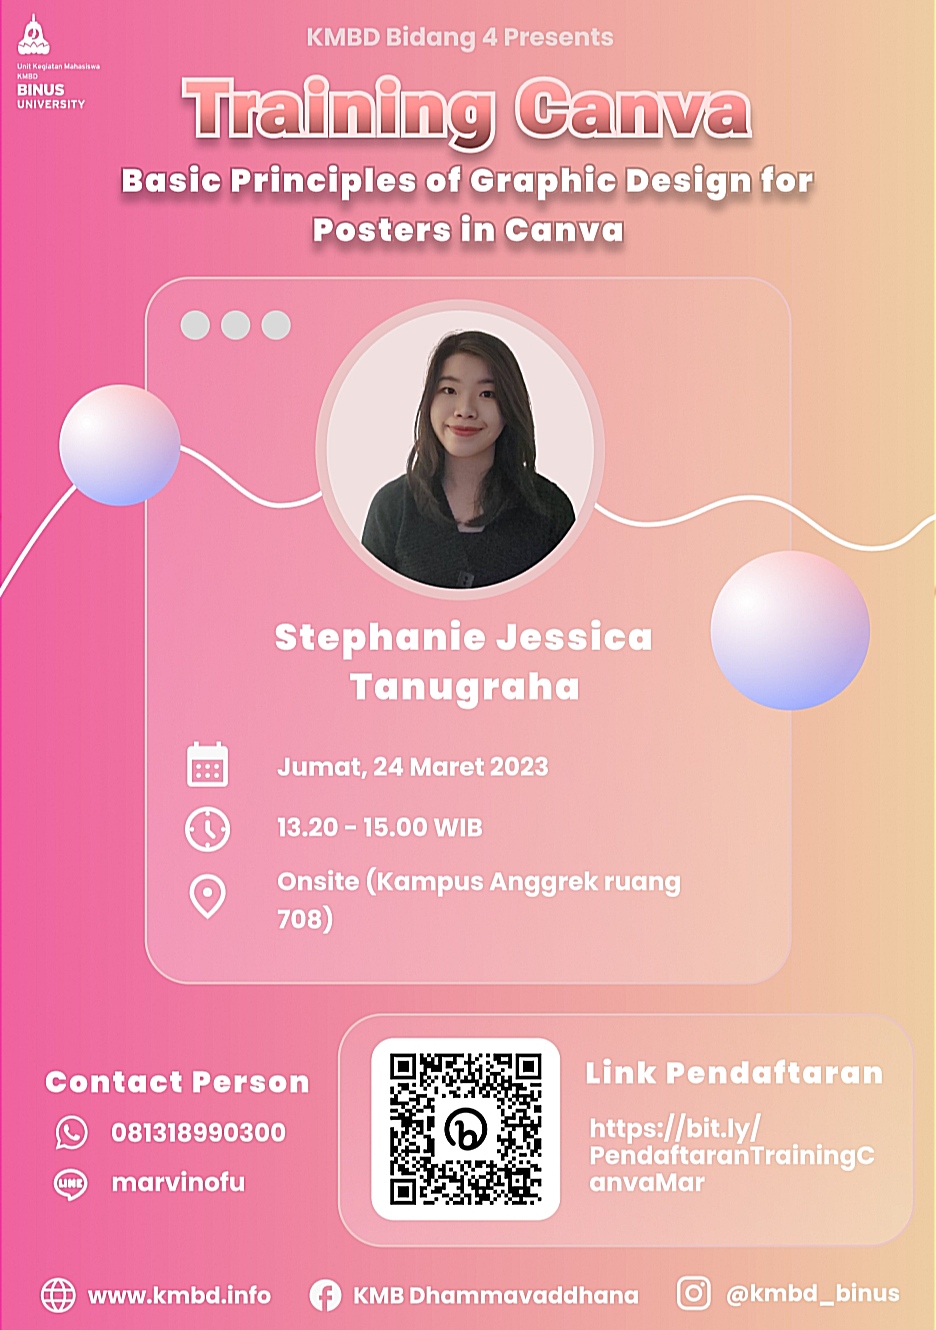 Unit Kegiatan Mahasiswa
KMBD
BINUS
UNIVERSITY
KMBD Bidang 4 Presents
Training Canva
Basic Principles of Graphic Design for
Posters in Canva
Stephanie Jessica
Tanugraha
Jumat, 24 Maret 2023
13.20 - 15.00 WIB
Onsite (Kampus Anggrek ruang
708)
Contact Person
081318990300
LINE
marvinofu
b
Link Pendaftaran
https://bit.ly/
PendaftaranTrainingC
anvaMar
www.kmbd.info
KMB Dhammavaddhana
@kmbd_binus